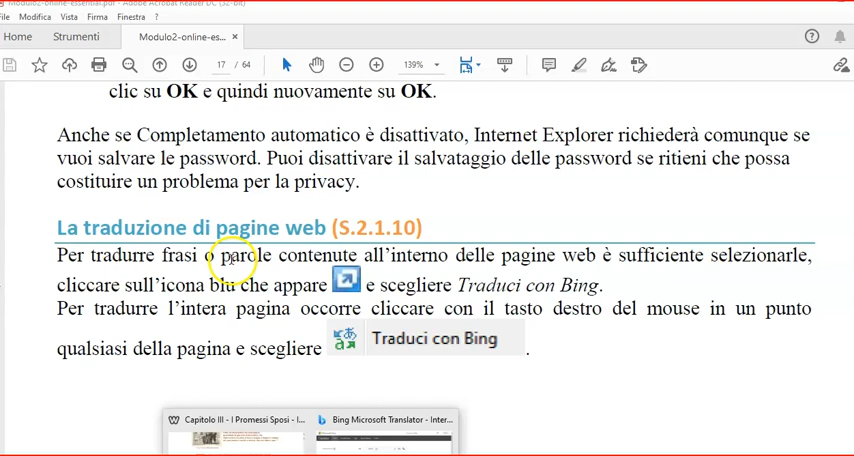 Modulo2-online-essential.pdf - Adobe Acrobat Reader DC (32-bit)
File Modifica Vista Firma Finestra ?
Home Strumenti Modulo2-online-es... ×
17 / 64 139%
clic su OK e quindi nuovamente su OK.
Anche se Completamento automatico è disattivato, Internet Explorer richiederà comunque se
vuoi salvare le password. Puoi disattivare il salvataggio delle password se ritieni che possa
costituire un problema per la privacy.
La traduzione di pagine web (S.2.1.10)
Per tradurre frasi o parole contenute all’interno delle pagine web è sufficiente selezionarle,
cliccare sull’icona blu che appare e scegliere Traduci con Bing.
Per tradurre l’intera pagina occorre cliccare con il tasto destro del mouse in un punto
qualsiasi della pagina e scegliere Traduci con Bing .
Capitolo III - I Promessi Sposi - I... Bing Microsoft Translator - Inter...